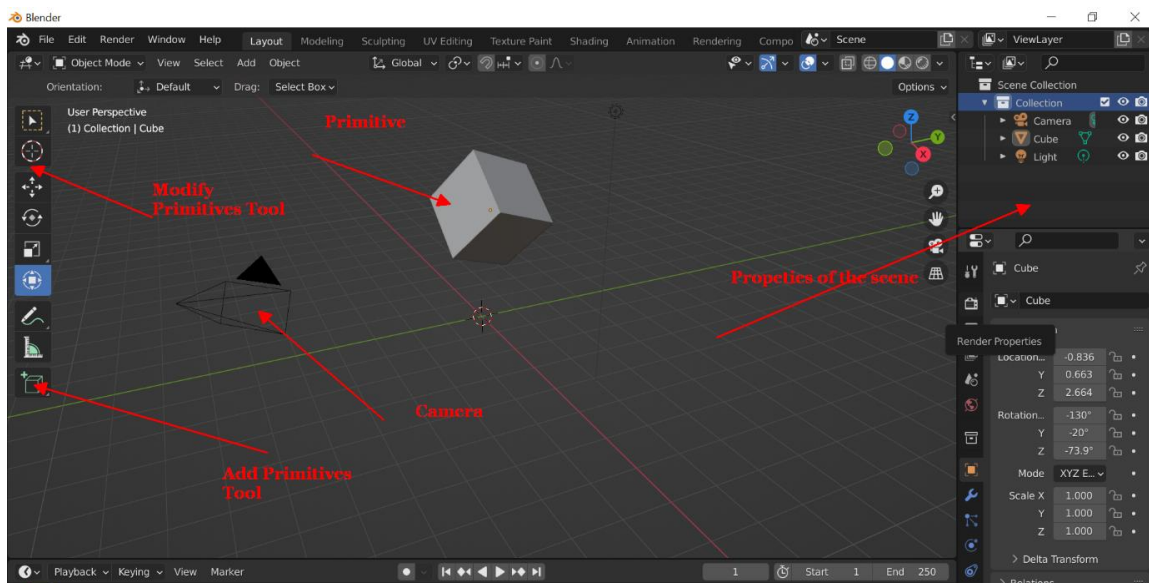 Blender
File Edit Render Window Help Layout Modeling Sculpting UV Editing Texture Paint Shading Animation Rendering Compo Scene ViewLayer
Object Mode View Select Add Object Global
Orientation: Default Drag: Select Box Options
User Perspective
(1) Collection | Cube
Primitive
Modify
Primitives Tool
Propeties of the scene
Camera
Add Primitives
Tool
Z
Y
X
Scene Collection
Collection
Camera
Cube
Light
Cube
Cube
Render Properties
Location... -0.836
Y 0.663
Z 2.664
Rotation... -130°
Y -20°
Z -73.9°
Mode XYZ E...
Scale X 1.000
Y 1.000
Z 1.000
Delta Transform
Relations
Playback Keying View Marker 1 Start 1 End 250